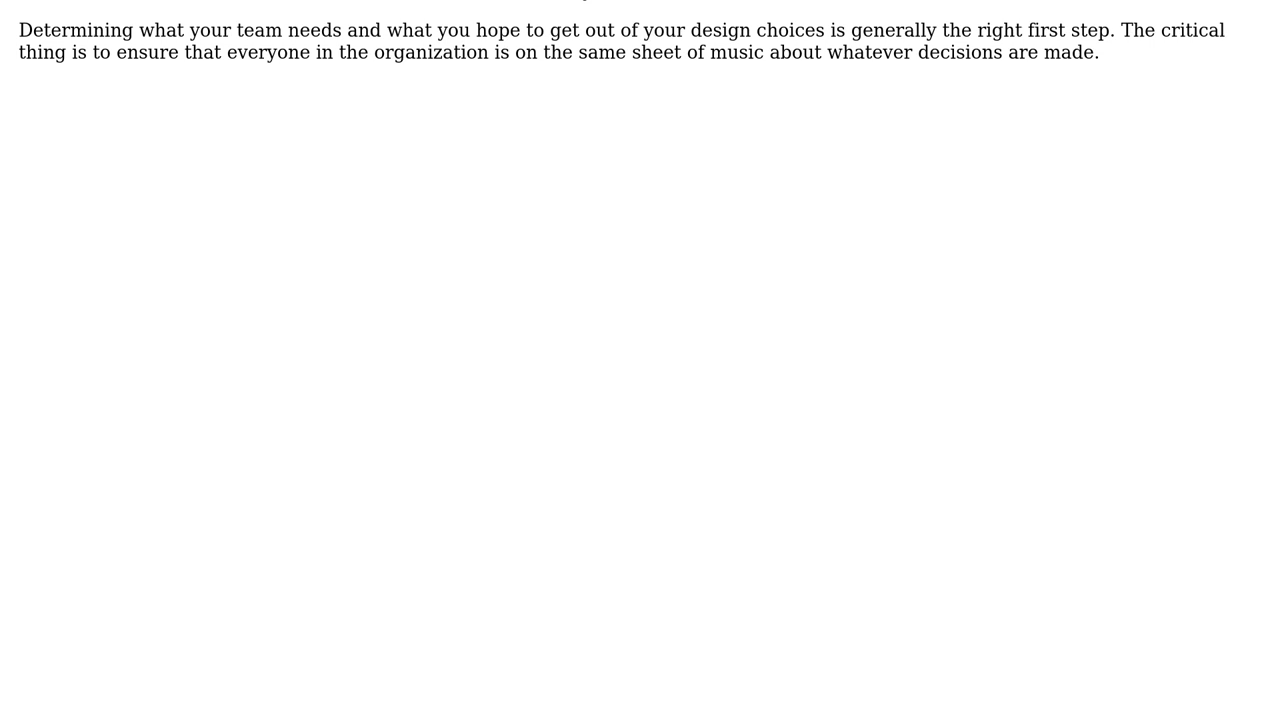 Determining what your team needs and what you hope to get out of your design choices is generally the right first step. The critical
thing is to ensure that everyone in the organization is on the same sheet of music about whatever decisions are made.